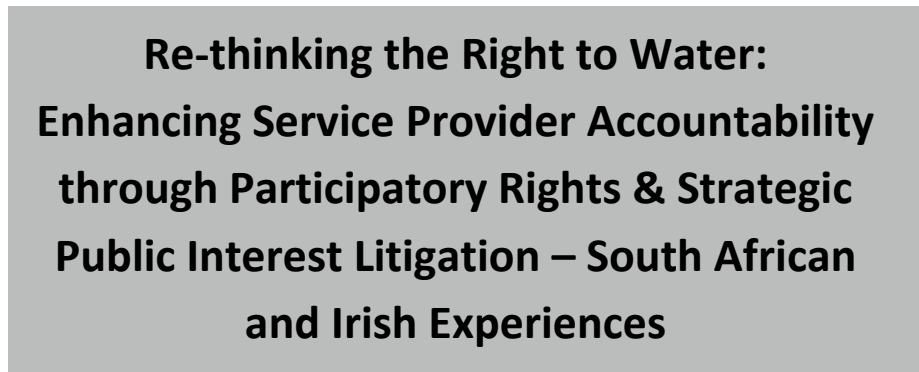 Re-thinking the Right to Water:
Enhancing Service Provider Accountability
through Participatory Rights & Strategic
Public Interest Litigation – South African
and Irish Experiences